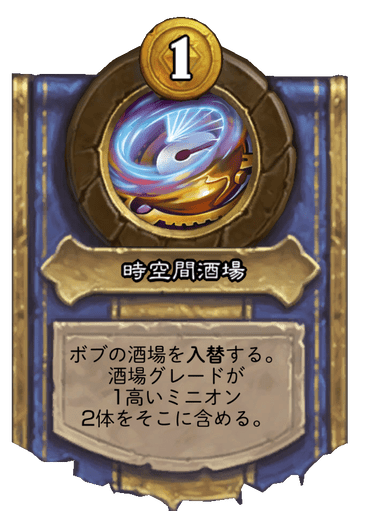 1
時空間酒場
ボブの酒場を入替する。
酒場グレードが
1高いミニオン
2体をそこに含める。